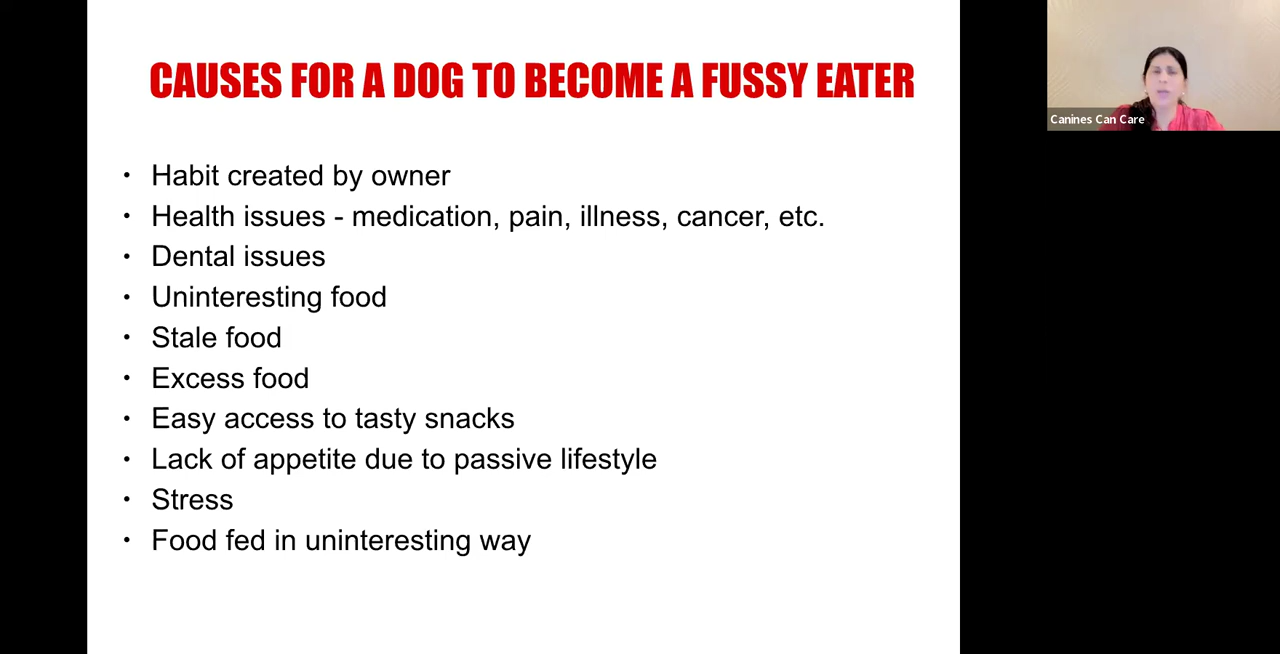 CAUSES FOR A DOG TO BECOME A FUSSY EATER
Canines Can Care
• Habit created by owner
• Health issues - medication, pain, illness, cancer, etc.
• Dental issues
• Uninteresting food
• Stale food
• Excess food
• Easy access to tasty snacks
• Lack of appetite due to passive lifestyle
• Stress
• Food fed in uninteresting way